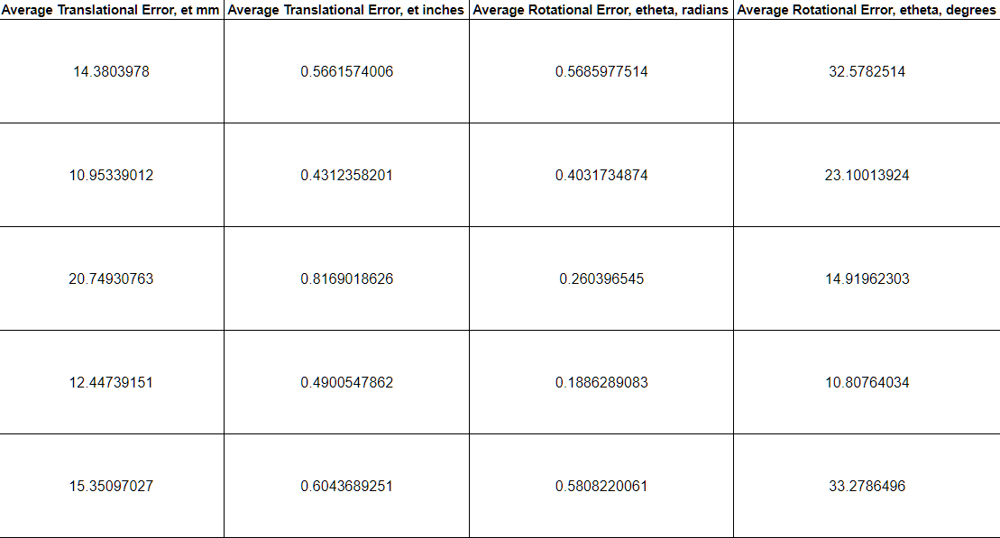 Average Translational Error, et mm Average Translational Error, et inches Average Rotational Error, etheta, radians Average Rotational Error, etheta, degrees
14.3803978 0.5661574006 0.5685977514 32.5782514
10.95339012 0.4312358201 0.4031734874 23.10013924
20.74930763 0.8169018626 0.260396545 14.91962303
12.44739151 0.4900547862 0.1886289083 10.80764034
15.35097027 0.6043689251 0.5808220061 33.2786496